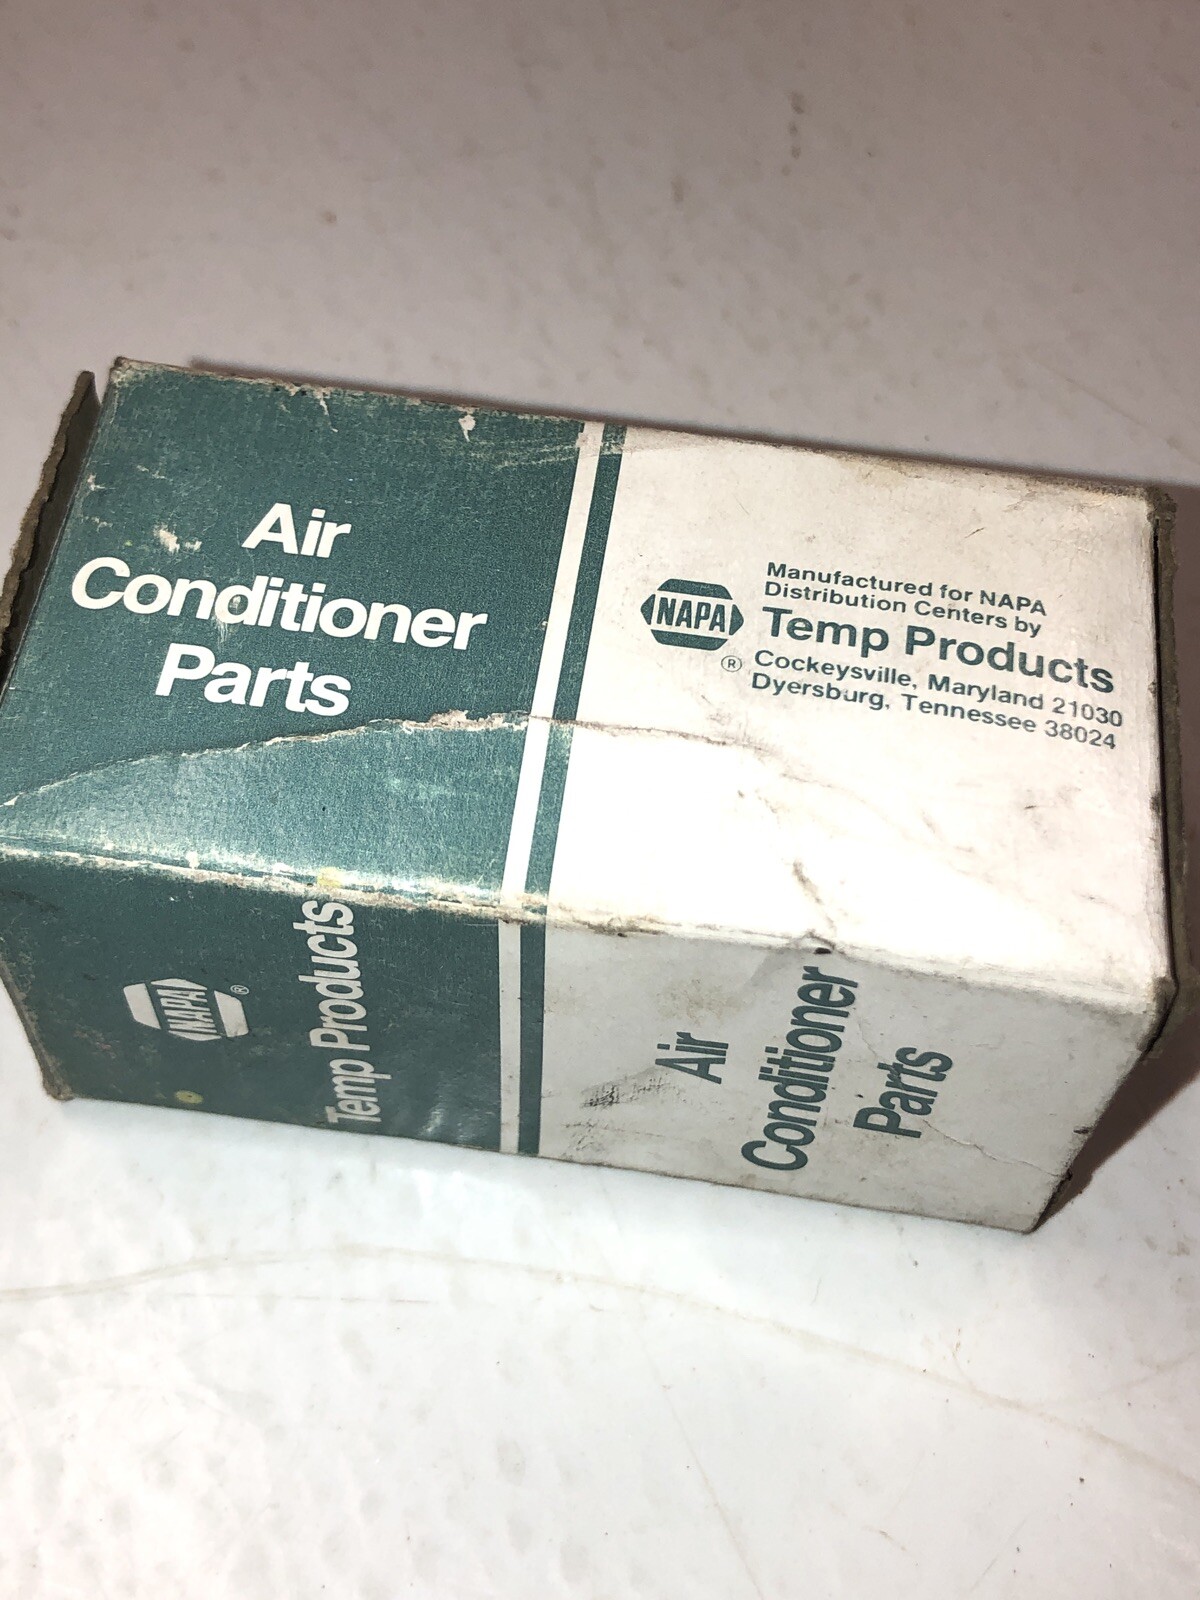 Air
Conditioner
Parts
NAPA
®
Manufactured for NAPA
Distribution Centers by
Temp Products
Cockeysville, Maryland 21030
Dyersburg, Tennessee 38024
NAPA
®
Temp Products
Air
Conditioner
Parts